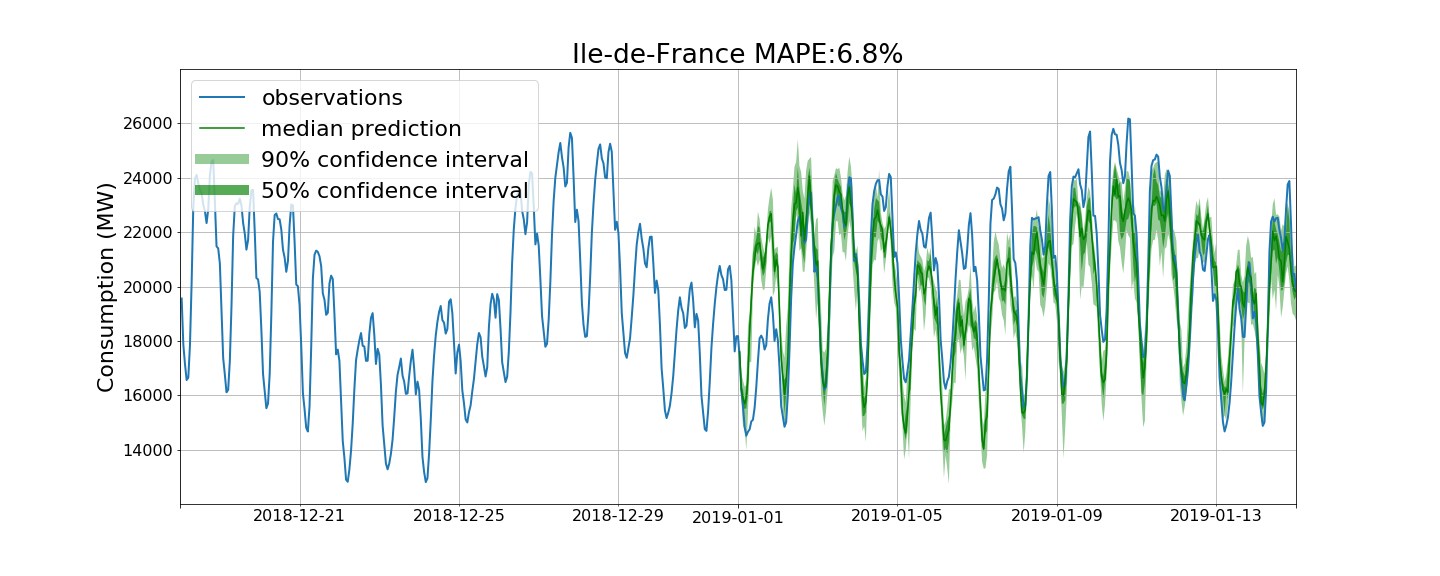 Ile-de-France MAPE:6.8%
observations
median prediction
90% confidence interval
50% confidence interval
Consumption (MW)
26000
24000
22000
20000
18000
16000
14000
2018-12-21 2018-12-25 2018-12-29 2019-01-01 2019-01-05 2019-01-09 2019-01-13